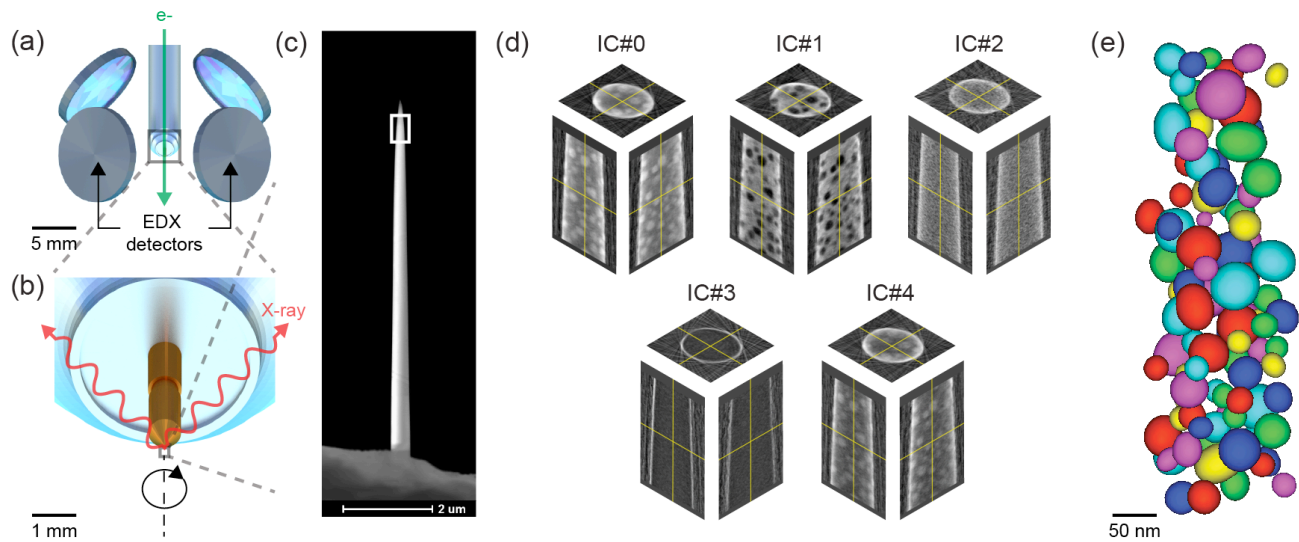 (a)
e-
EDX
detectors
5 mm
(b)
X-ray
1 mm
(c)
2 um
(d)
IC#0
IC#1
IC#2
IC#3
IC#4
(e)
50 nm